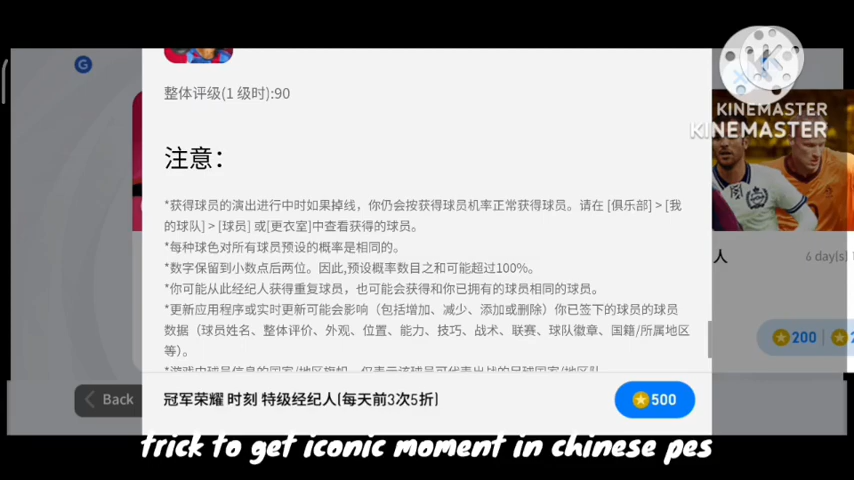 整体评级(1 级时):90
KINEMASTER
KINEMASTER
注意：
*获得球员的演出进行中时如果掉线，你仍会按获得球员机率正常获得球员。请在 [俱乐部] > [我
的球队] > [球员] 或[更衣室]中查看获得的球员。
*每种球色对所有球员预设的概率是相同的。
*数字保留到小数点后两位。因此,预设概率数目之和可能超过100%。
*你可能从此经纪人获得重复球员，也可能会获得和你已拥有的球员相同的球员。
*更新应用程序或实时更新可能会影响（包括增加、减少、添加或删除）你已签下的球员的球员
数据（球员姓名、整体评价、外观、位置、能力、技巧、战术、联赛、球队徽章、国籍/所属地区
等）。
人
6 day(s)
200
Back
冠军荣耀 时刻 特级经纪人(每天前3次5折)
500
trick to get iconic moment in chinese pes